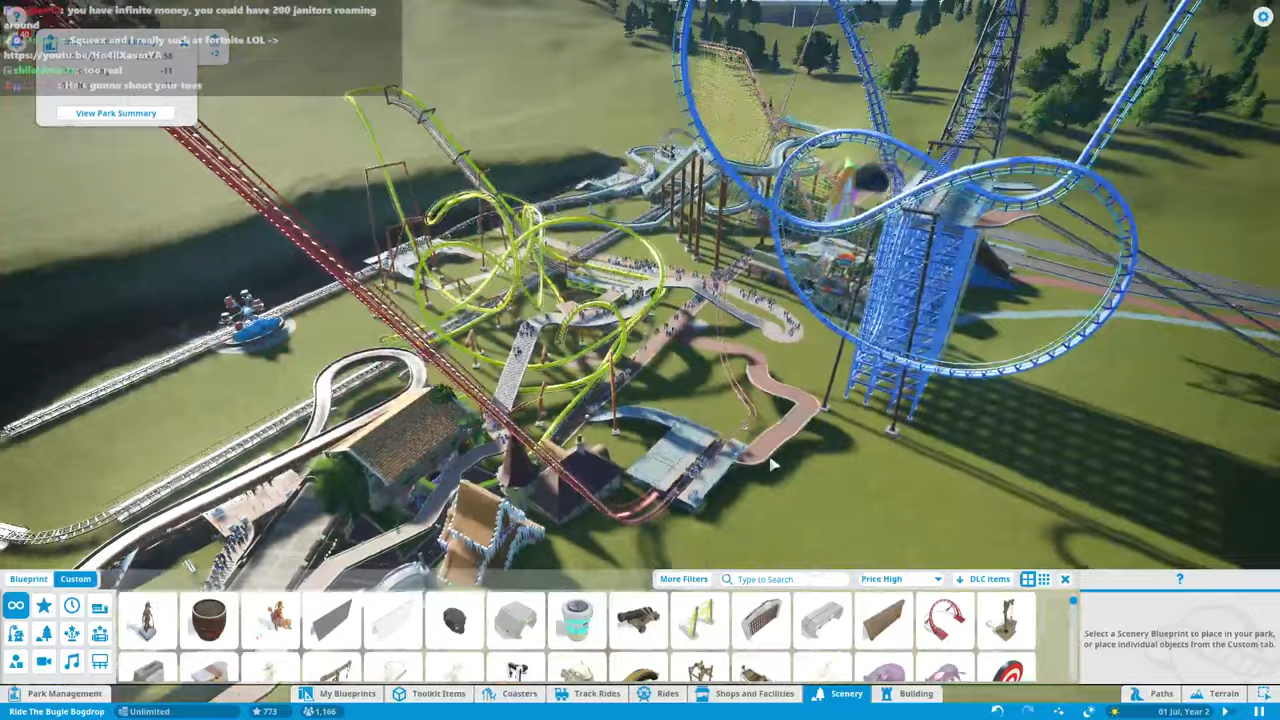 : you have infinite money, you could have 200 janitors roaming
around
: Squeex and I really suck at fortnite LOL ->
+2
: too real
-11
: He's gonna shoot your toes
View Park Summary
Blueprint
Custom
More Filters
Type to Search
Price High
DLC items
?
Select a Scenery Blueprint to place in your park,
or place individual objects from the Custom tab.
Park Management
My Blueprints
Toolkit Items
Coasters
Track Rides
Rides
Shops and Facilities
Scenery
Building
Paths
Terrain
Ride The Bugle Bogdrop
Unlimited
773
1,166
01 Jul, Year 2